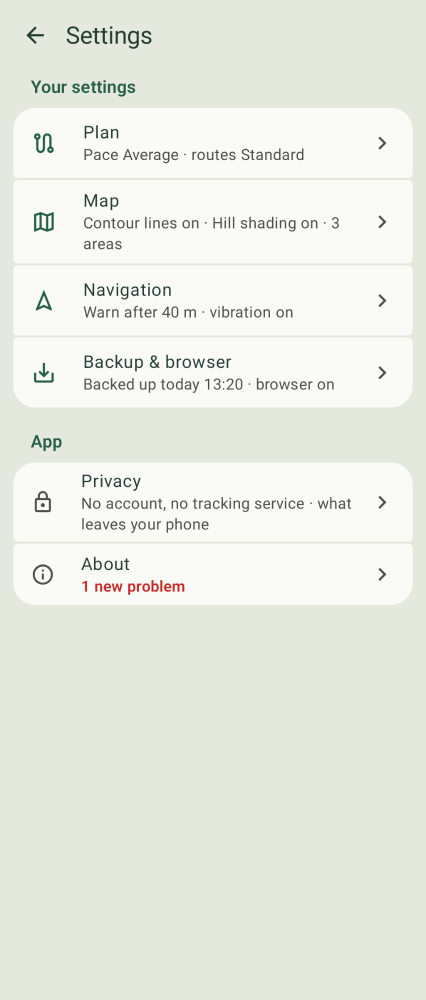 Settings
Your settings
Plan
Pace Average · routes Standard
Map
Contour lines on · Hill shading on · 3
areas
Navigation
Warn after 40 m · vibration on
Backup & browser
Backed up today 13:20 · browser on
App
Privacy
No account, no tracking service · what
leaves your phone
About
1 new problem